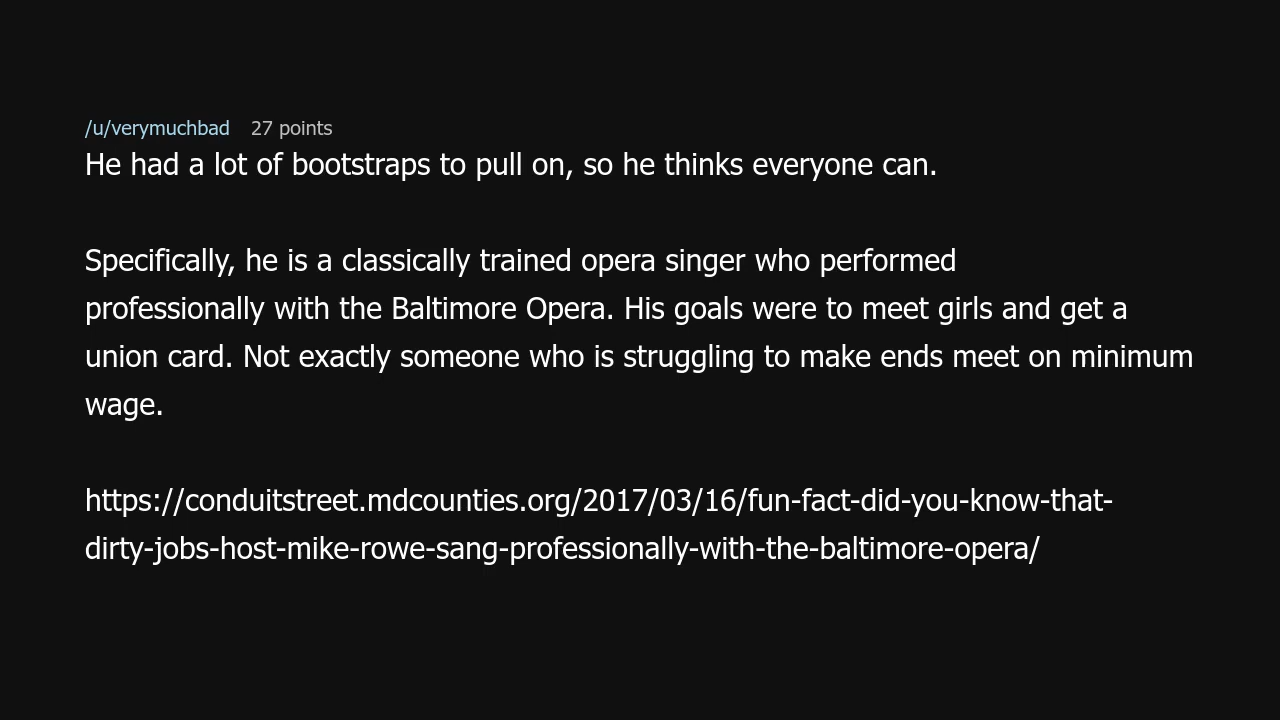 /u/verymuchbad 27 points
He had a lot of bootstraps to pull on, so he thinks everyone can.
Specifically, he is a classically trained opera singer who performed
professionally with the Baltimore Opera. His goals were to meet girls and get a
union card. Not exactly someone who is struggling to make ends meet on minimum
wage.
https://conduitstreet.mdcounties.org/2017/03/16/fun-fact-did-you-know-that-
dirty-jobs-host-mike-rowe-sang-professionally-with-the-baltimore-opera/